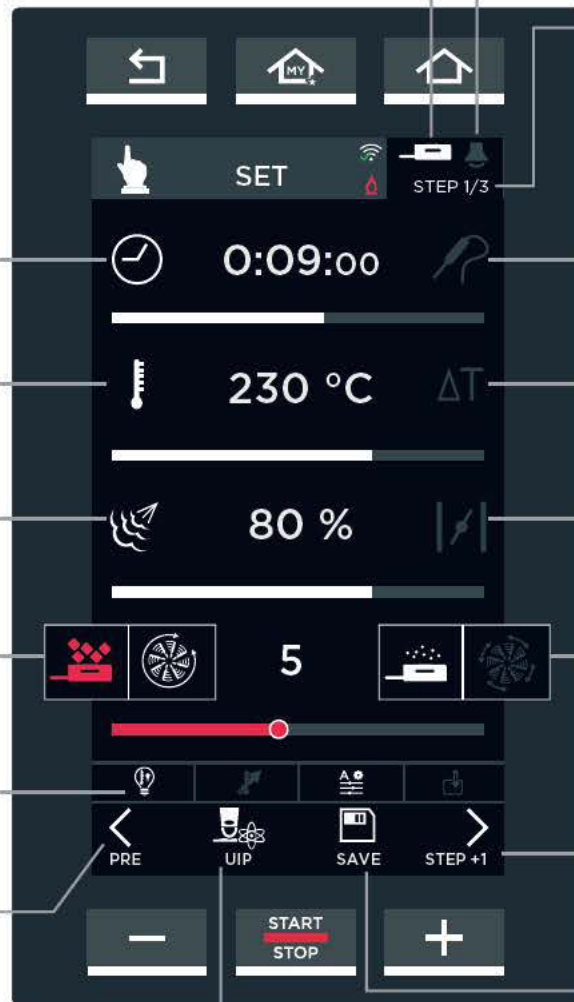 MY
SET
STEP 1/3
0:09:00
230 °C
ΔT
80 %
5
A
PRE
UIP
SAVE
STEP +1
START
STOP